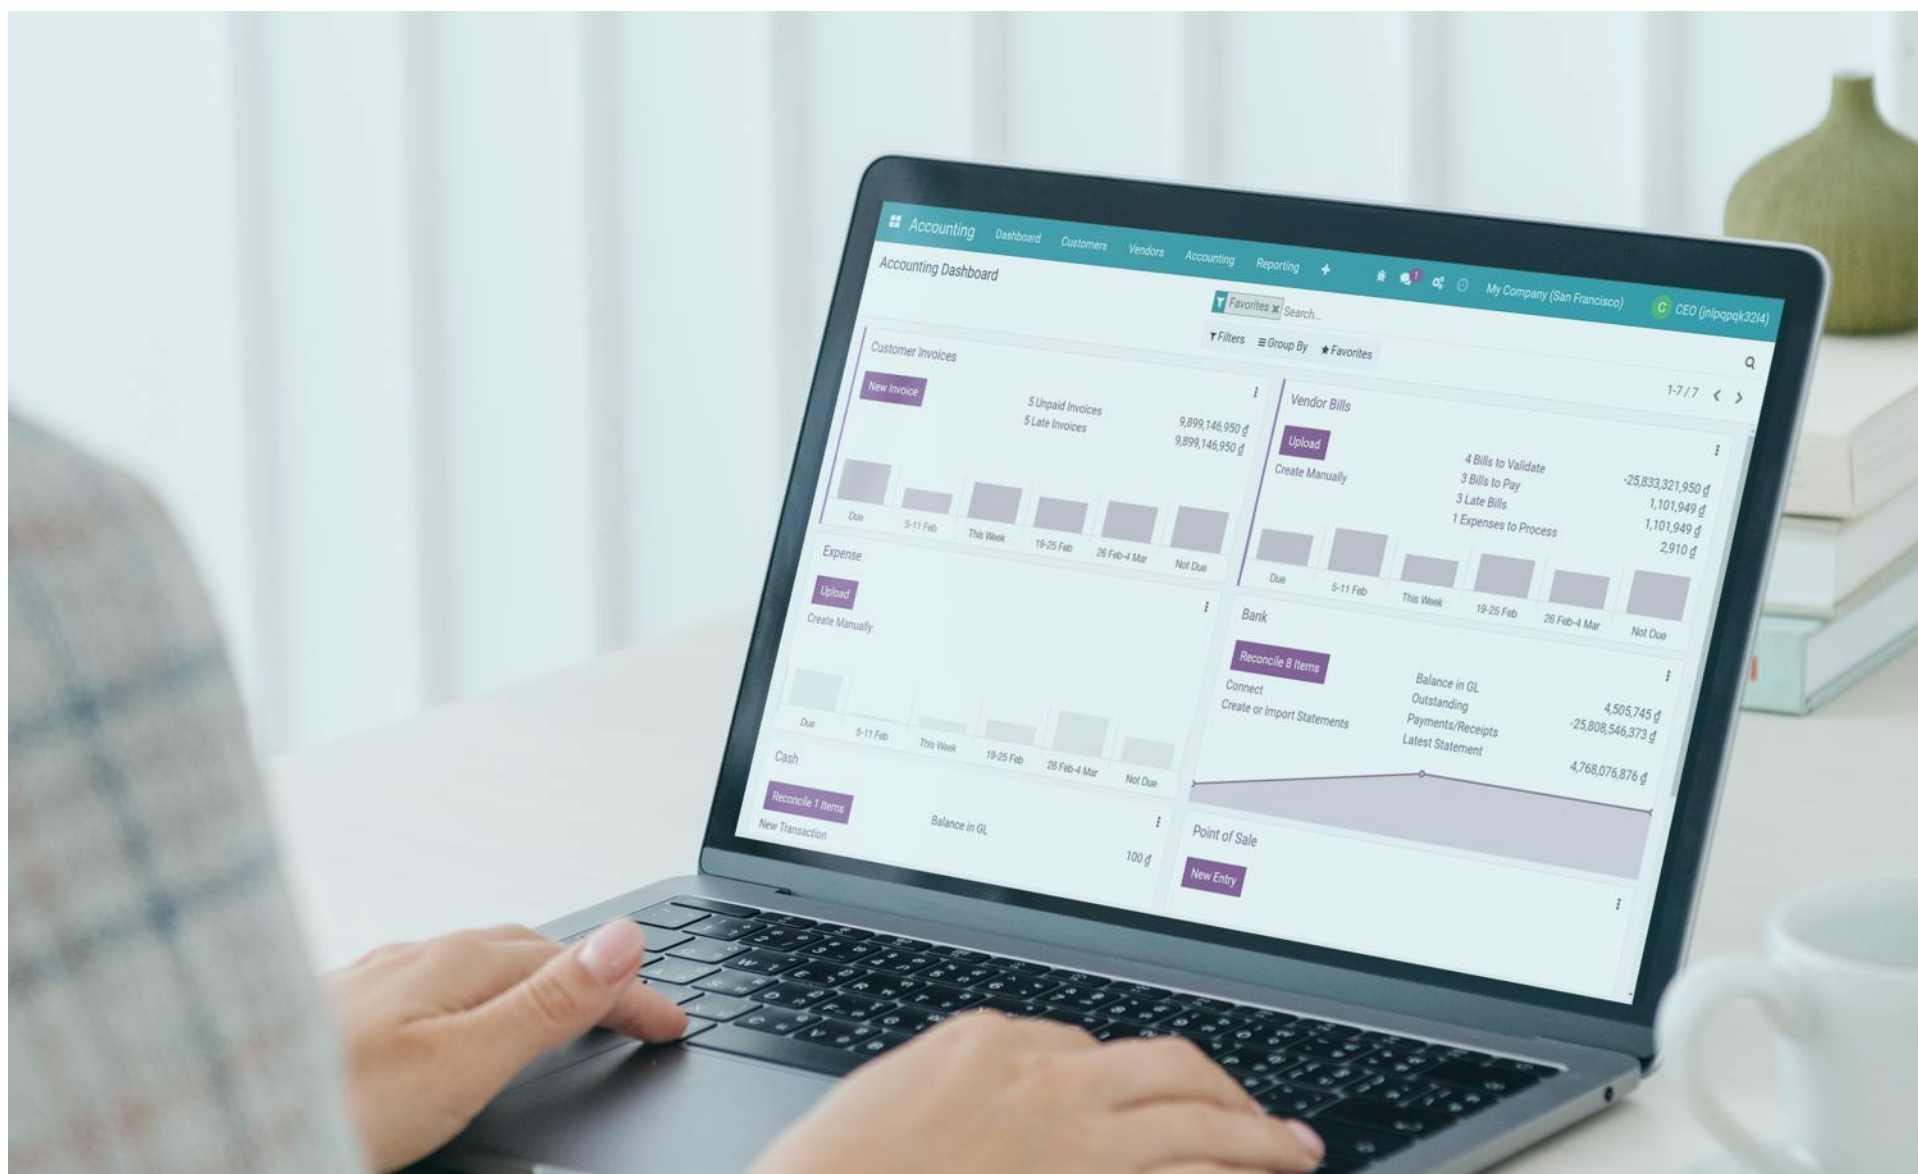 Accounting Dashboard Customers Vendors Accounting Reporting + 1 My Company (San Francisco) C CEO (jnlpqpqk32l4)
Accounting Dashboard
Favorites x Search...
Filters Group By Favorites
1-7 / 7
Customer Invoices
New Invoice
5 Unpaid Invoices 9,899,146,950 ₫
5 Late Invoices 9,899,146,950 ₫
Due 5-11 Feb This Week 19-25 Feb 26 Feb-4 Mar Not Due
Vendor Bills
Upload
Create Manually
4 Bills to Validate -25,833,321,950 ₫
3 Bills to Pay 1,101,949 ₫
3 Late Bills 1,101,949 ₫
1 Expenses to Process 2,910 ₫
Due 5-11 Feb This Week 19-25 Feb 26 Feb-4 Mar Not Due
Expense
Upload
Create Manually
Due 5-11 Feb This Week 19-25 Feb 26 Feb-4 Mar Not Due
Bank
Reconcile 8 Items
Connect
Create or Import Statements
Balance in GL 4,505,745 ₫
Outstanding -25,808,546,373 ₫
Payments/Receipts
Latest Statement 4,768,076,876 ₫
Cash
Reconcile 1 Items
New Transaction
Balance in GL 100 ₫
Point of Sale
New Entry